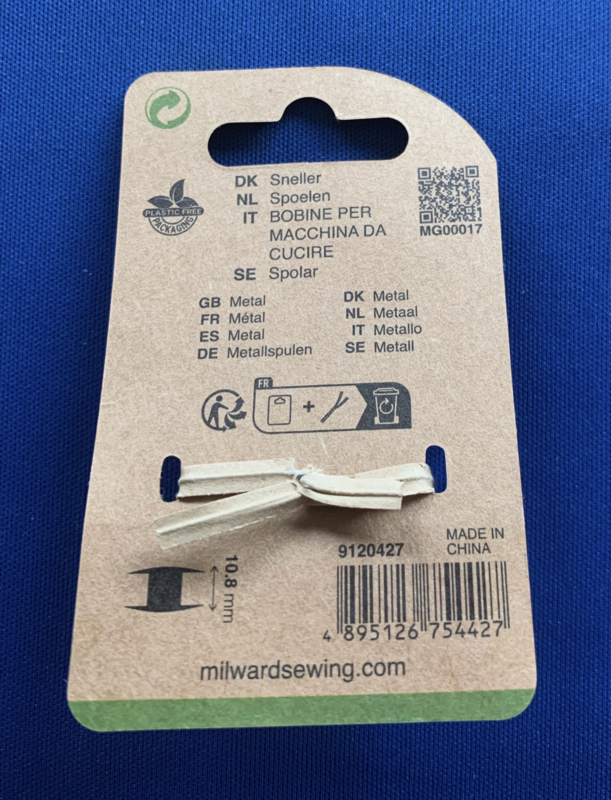 PLASTIC FREE
PACKAGING
DK Sneller
NL Spoelen
IT BOBINE PER
MACCHINA DA
CUCIRE
SE Spolar
MG00017
GB Metal
FR Métal
ES Metal
DE Metallspulen
DK Metal
NL Metaal
IT Metallo
SE Metall
FR
+
10.8 mm
9120427
MADE IN
CHINA
4 895126 754427
milwardsewing.com